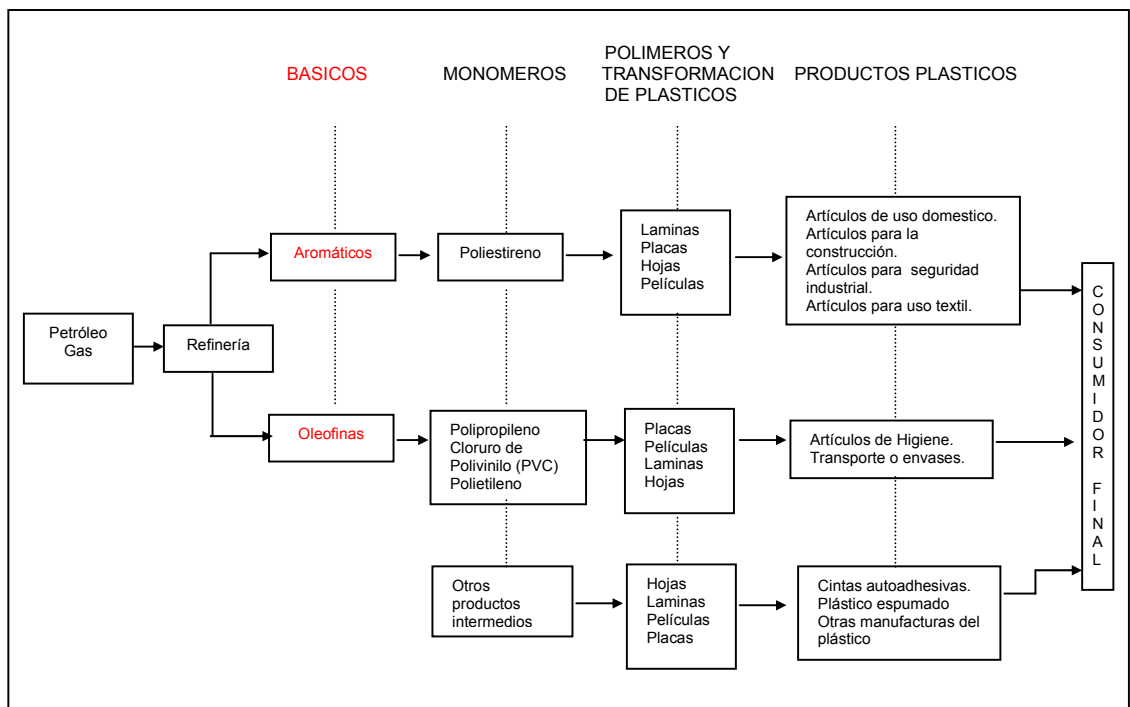 BASICOS
MONOMEROS
POLIMEROS Y
TRANSFORMACION
DE PLASTICOS
PRODUCTOS PLASTICOS
Petróleo
Gas
Refinería
Aromáticos
Poliestireno
Laminas
Placas
Hojas
Películas
Artículos de uso domestico.
Artículos para la
construcción.
Artículos para seguridad
industrial.
Artículos para uso textil.
Oleofinas
Polipropileno
Cloruro de
Polivinilo (PVC)
Polietileno
Placas
Películas
Laminas
Hojas
Artículos de Higiene.
Transporte o envases.
Otros
productos
intermedios
Hojas
Laminas
Películas
Placas
Cintas autoadhesivas.
Plástico espumado
Otras manufacturas del
plástico
CONSUMIDOR FINAL